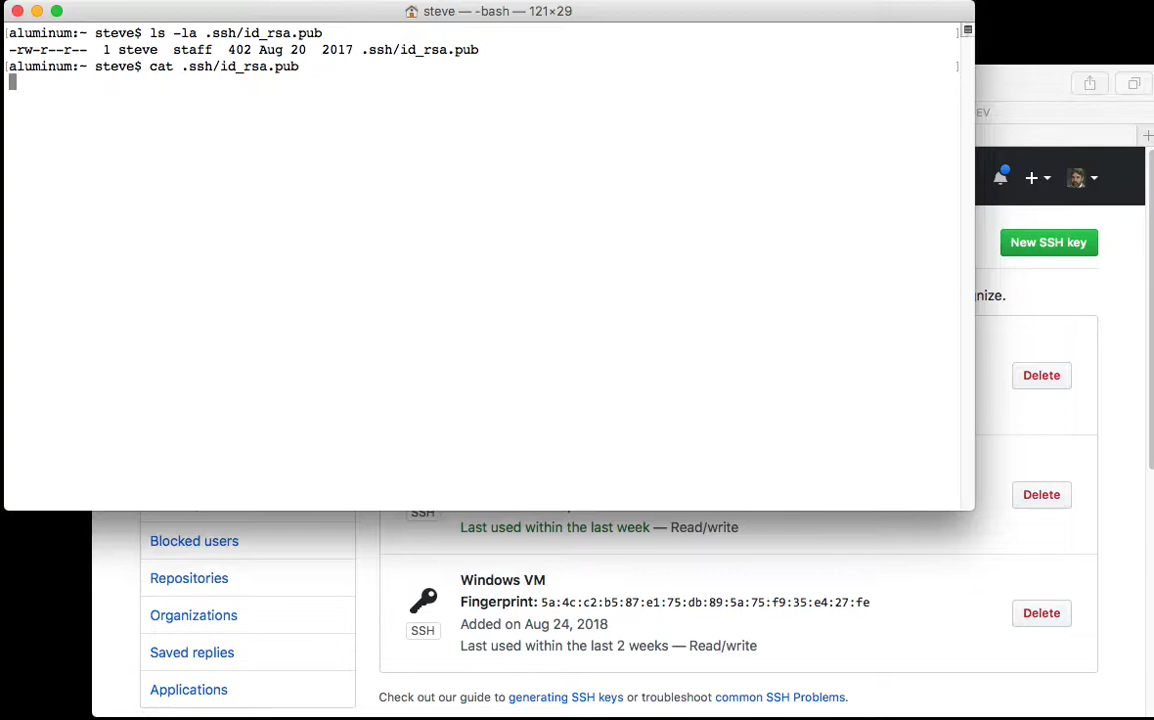 steve — -bash — 121×29
[aluminum:~ steve$ ls -la .ssh/id_rsa.pub ]
-rw-r--r-- 1 steve staff 402 Aug 20 2017 .ssh/id_rsa.pub
[aluminum:~ steve$ cat .ssh/id_rsa.pub ]
EV
New SSH key
nize.
Delete
Delete
SSH
Last used within the last week — Read/write
Blocked users
Repositories
Organizations
Saved replies
Applications
Windows VM
Fingerprint: 5a:4c:c2:b5:87:e1:75:db:89:5a:75:f9:35:e4:27:fe
SSH
Added on Aug 24, 2018
Last used within the last 2 weeks — Read/write
Delete
Check out our guide to generating SSH keys or troubleshoot common SSH Problems.